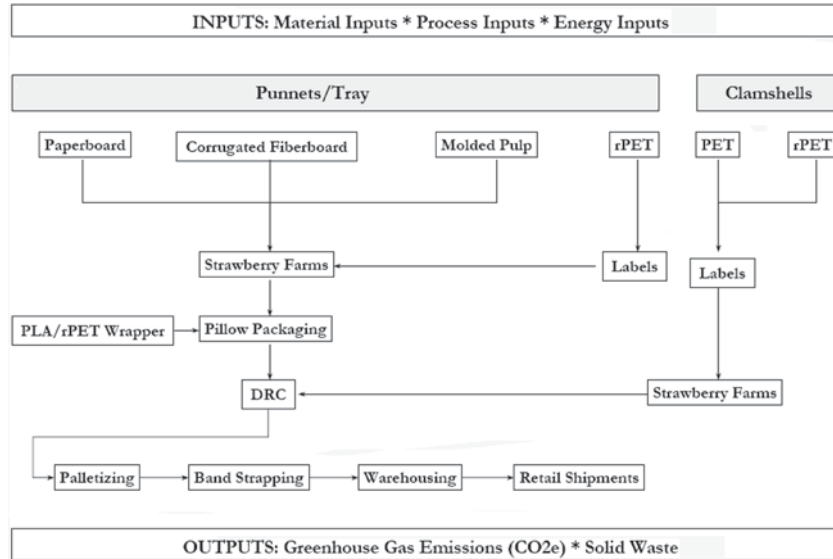 INPUTS: Material Inputs * Process Inputs * Energy Inputs
Punnets/Tray
Clamshells
Paperboard
Corrugated Fiberboard
Molded Pulp
rPET
PET
rPET
Strawberry Farms
Labels
Labels
PLA/rPET Wrapper
Pillow Packaging
DRC
Strawberry Farms
Palletizing
Band Strapping
Warehousing
Retail Shipments
OUTPUTS: Greenhouse Gas Emissions (CO2e) * Solid Waste